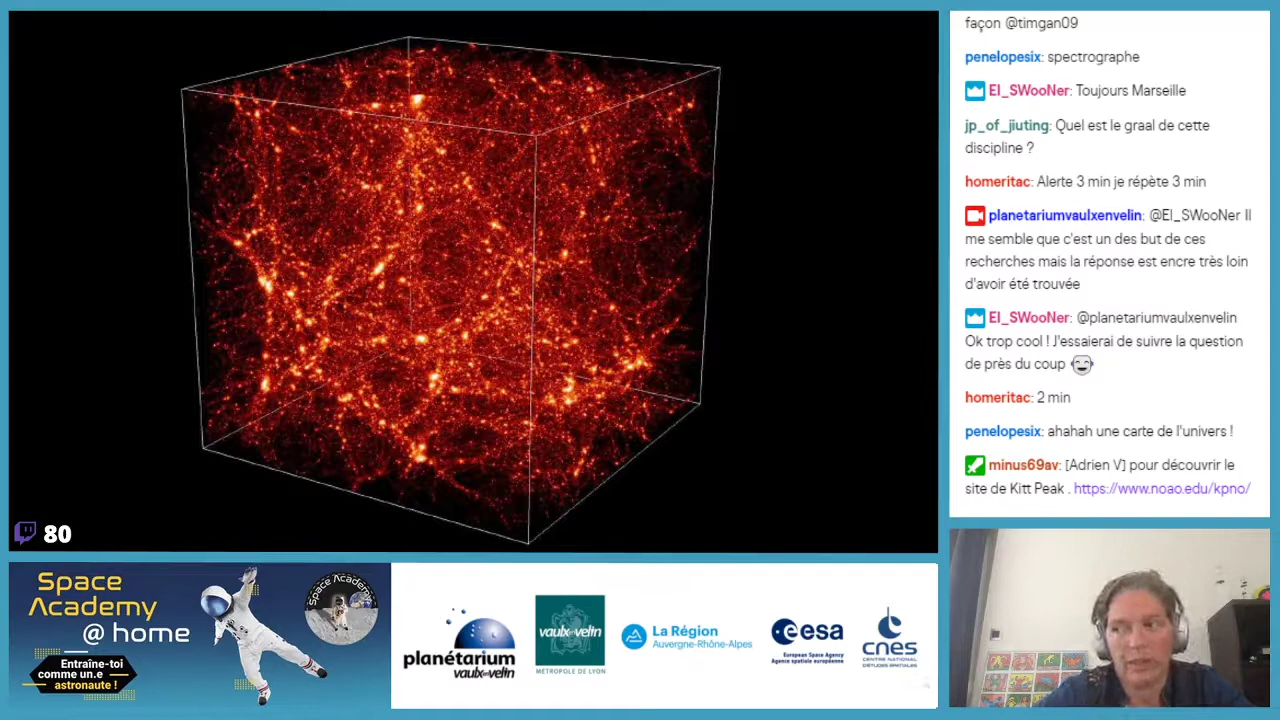 façon @timgan09
penelopesix: spectrographe
El_SWooNer: Toujours Marseille
jp_of_jiuting: Quel est le graal de cette
discipline ?
homeritac: Alerte 3 min je répète 3 min
planetariumvaulxenvelin: @El_SWooNer Il
me semble que c'est un des but de ces
recherches mais la réponse est encre très loin
d'avoir été trouvée
El_SWooNer: @planetariumvaulxenvelin
Ok trop cool ! J'essaierai de suivre la question
de près du coup
homeritac: 2 min
penelopesix: ahahah une carte de l'univers !
minus69av: [Adrien V] pour découvrir le
site de Kitt Peak . https://www.noao.edu/kpno/
80
Space
Academy
@ home
Entraîne-toi
comme un.e
astronaute !
Space Academy
planétarium
vaulx en velin
vaulx en velin
MÉTROPOLE DE LYON
La Région
Auvergne-Rhône-Alpes
esa
European Space Agency
Agence spatiale européenne
cnes
CENTRE NATIONAL
D'ÉTUDES SPATIALES